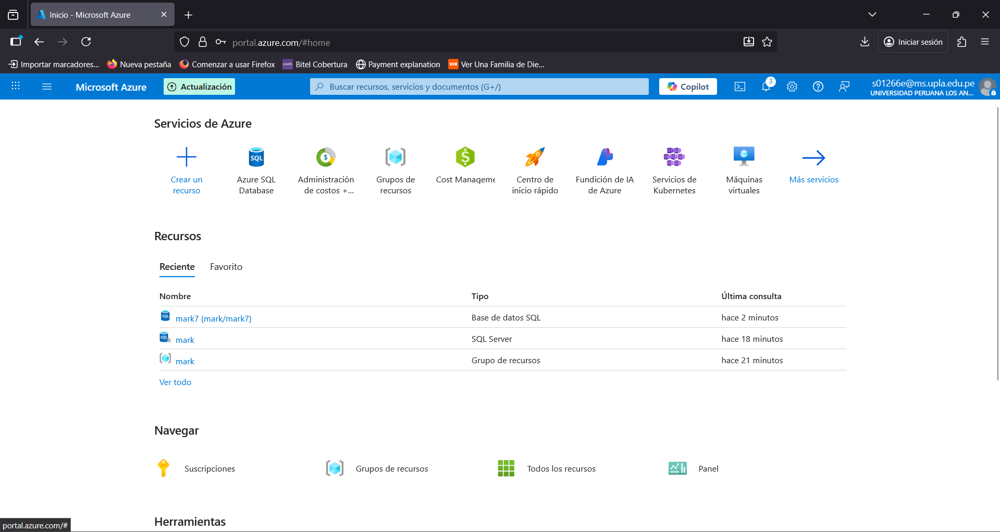 Inicio - Microsoft Azure
portal.azure.com/#home
Iniciar sesión
Importar marcadores...
Nueva pestaña
Comenzar a usar Firefox
Bitel Cobertura
Payment explanation
Ver Una Familia de Die...
Microsoft Azure
Actualización
Buscar recursos, servicios y documentos (G+/)
Copilot
3
s01266e@ms.upla.edu.pe
UNIVERSIDAD PERUANA LOS AN...
Servicios de Azure
Crear un
recurso
Azure SQL
Database
Administración
de costos +...
Grupos de
recursos
Cost Manageme
Centro de
inicio rápido
Fundición de IA
de Azure
Servicios de
Kubernetes
Máquinas
virtuales
Más servicios
Recursos
Reciente
Favorito
Nombre
Tipo
Última consulta
mark7 (mark/mark7)
Base de datos SQL
hace 2 minutos
mark
SQL Server
hace 18 minutos
mark
Grupo de recursos
hace 21 minutos
Ver todo
Navegar
Suscripciones
Grupos de recursos
Todos los recursos
Panel
Herramientas
portal.azure.com/#